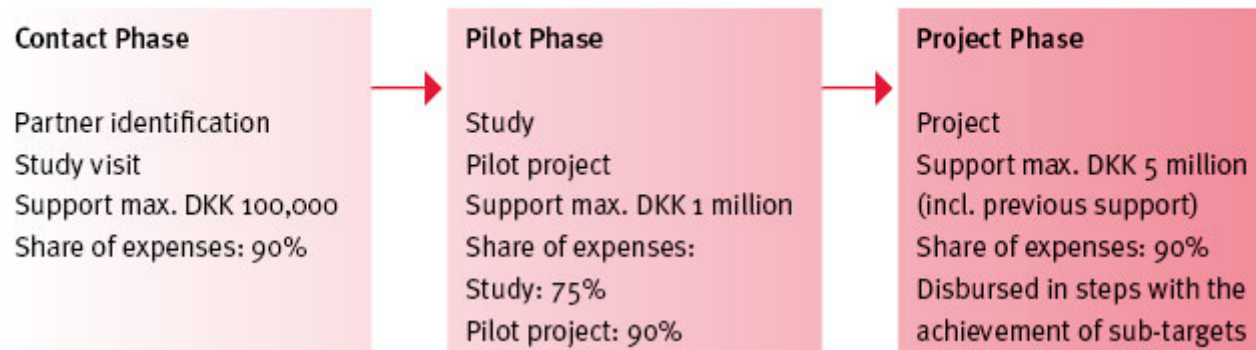 Contact Phase
Partner identification
Study visit
Support max. DKK 100,000
Share of expenses: 90%
Pilot Phase
Study
Pilot project
Support max. DKK 1 million
Share of expenses:
Study: 75%
Pilot project: 90%
Project Phase
Project
Support max. DKK 5 million
(incl. previous support)
Share of expenses: 90%
Disbursed in steps with the
achievement of sub-targets